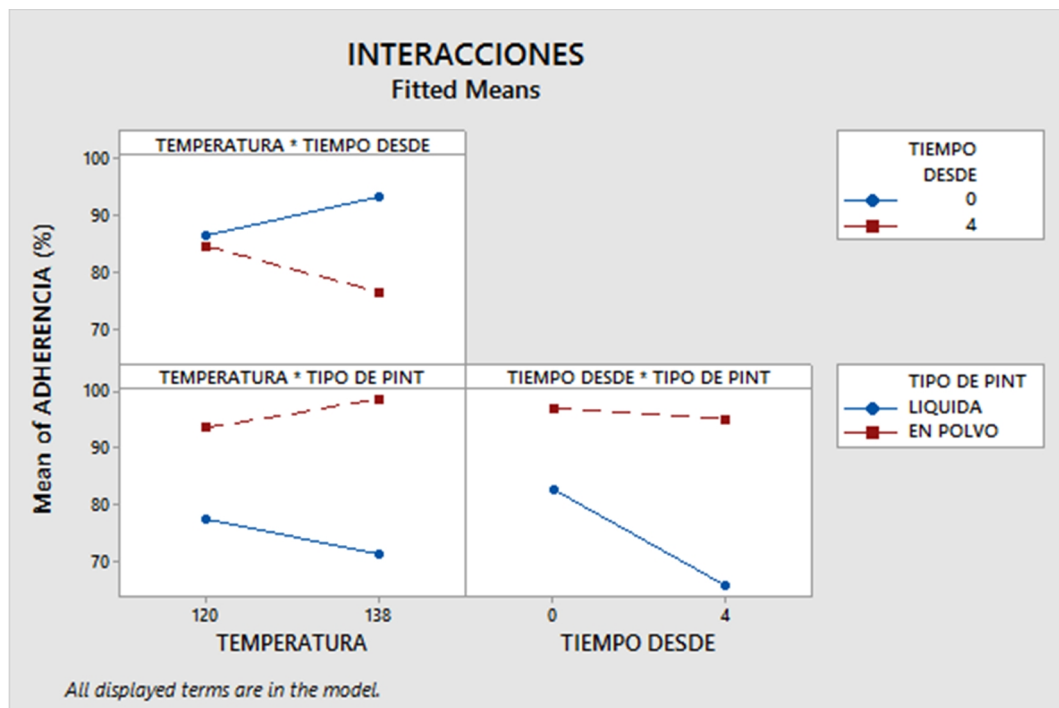 INTERACCIONES
Fitted Means
TEMPERATURA * TIEMPO DESDE
100
90
80
70
TIEMPO
DESDE
0
4
Mean of ADHERENCIA (%)
TEMPERATURA * TIPO DE PINT
TIEMPO DESDE * TIPO DE PINT
100
90
80
70
TIPO DE PINT
LIQUIDA
EN POLVO
120
138
0
4
TEMPERATURA
TIEMPO DESDE
All displayed terms are in the model.